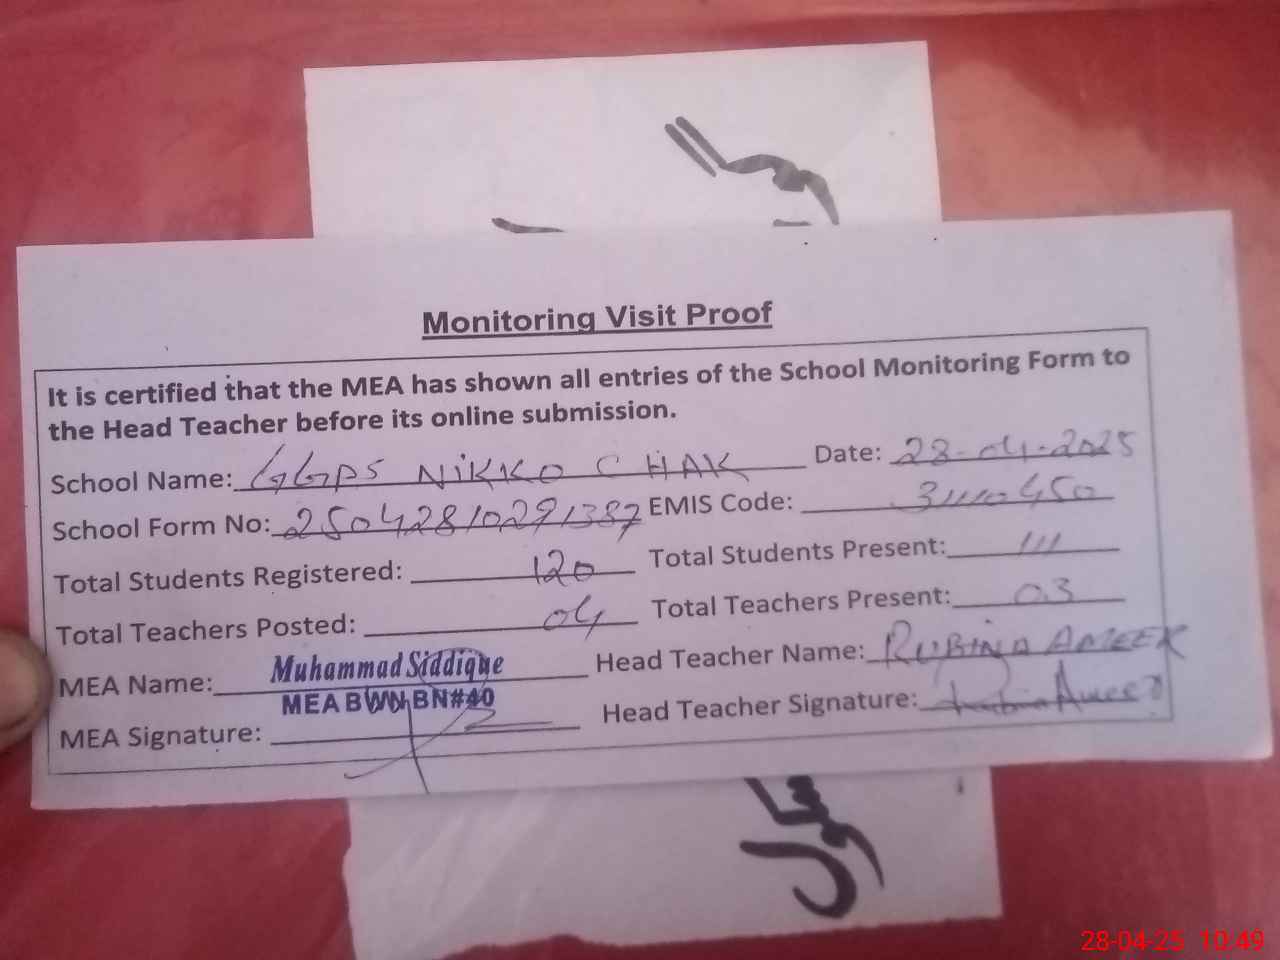 Monitoring Visit Proof
It is certified that the MEA has shown all entries of the School Monitoring Form to
the Head Teacher before its online submission.
School Name: GGPS NIKKO CHAK Date: 28-04-2025
School Form No: 25042810291387 EMIS Code: 31110450
Total Students Registered: 120 Total Students Present: 111
Total Teachers Posted: 04 Total Teachers Present: 03
MEA Name: Muhammad Siddique Head Teacher Name: RUBINA AMEER
MEA BWN BN#40
MEA Signature: Head Teacher Signature: Rubina Ameer
28-04-25 10:49